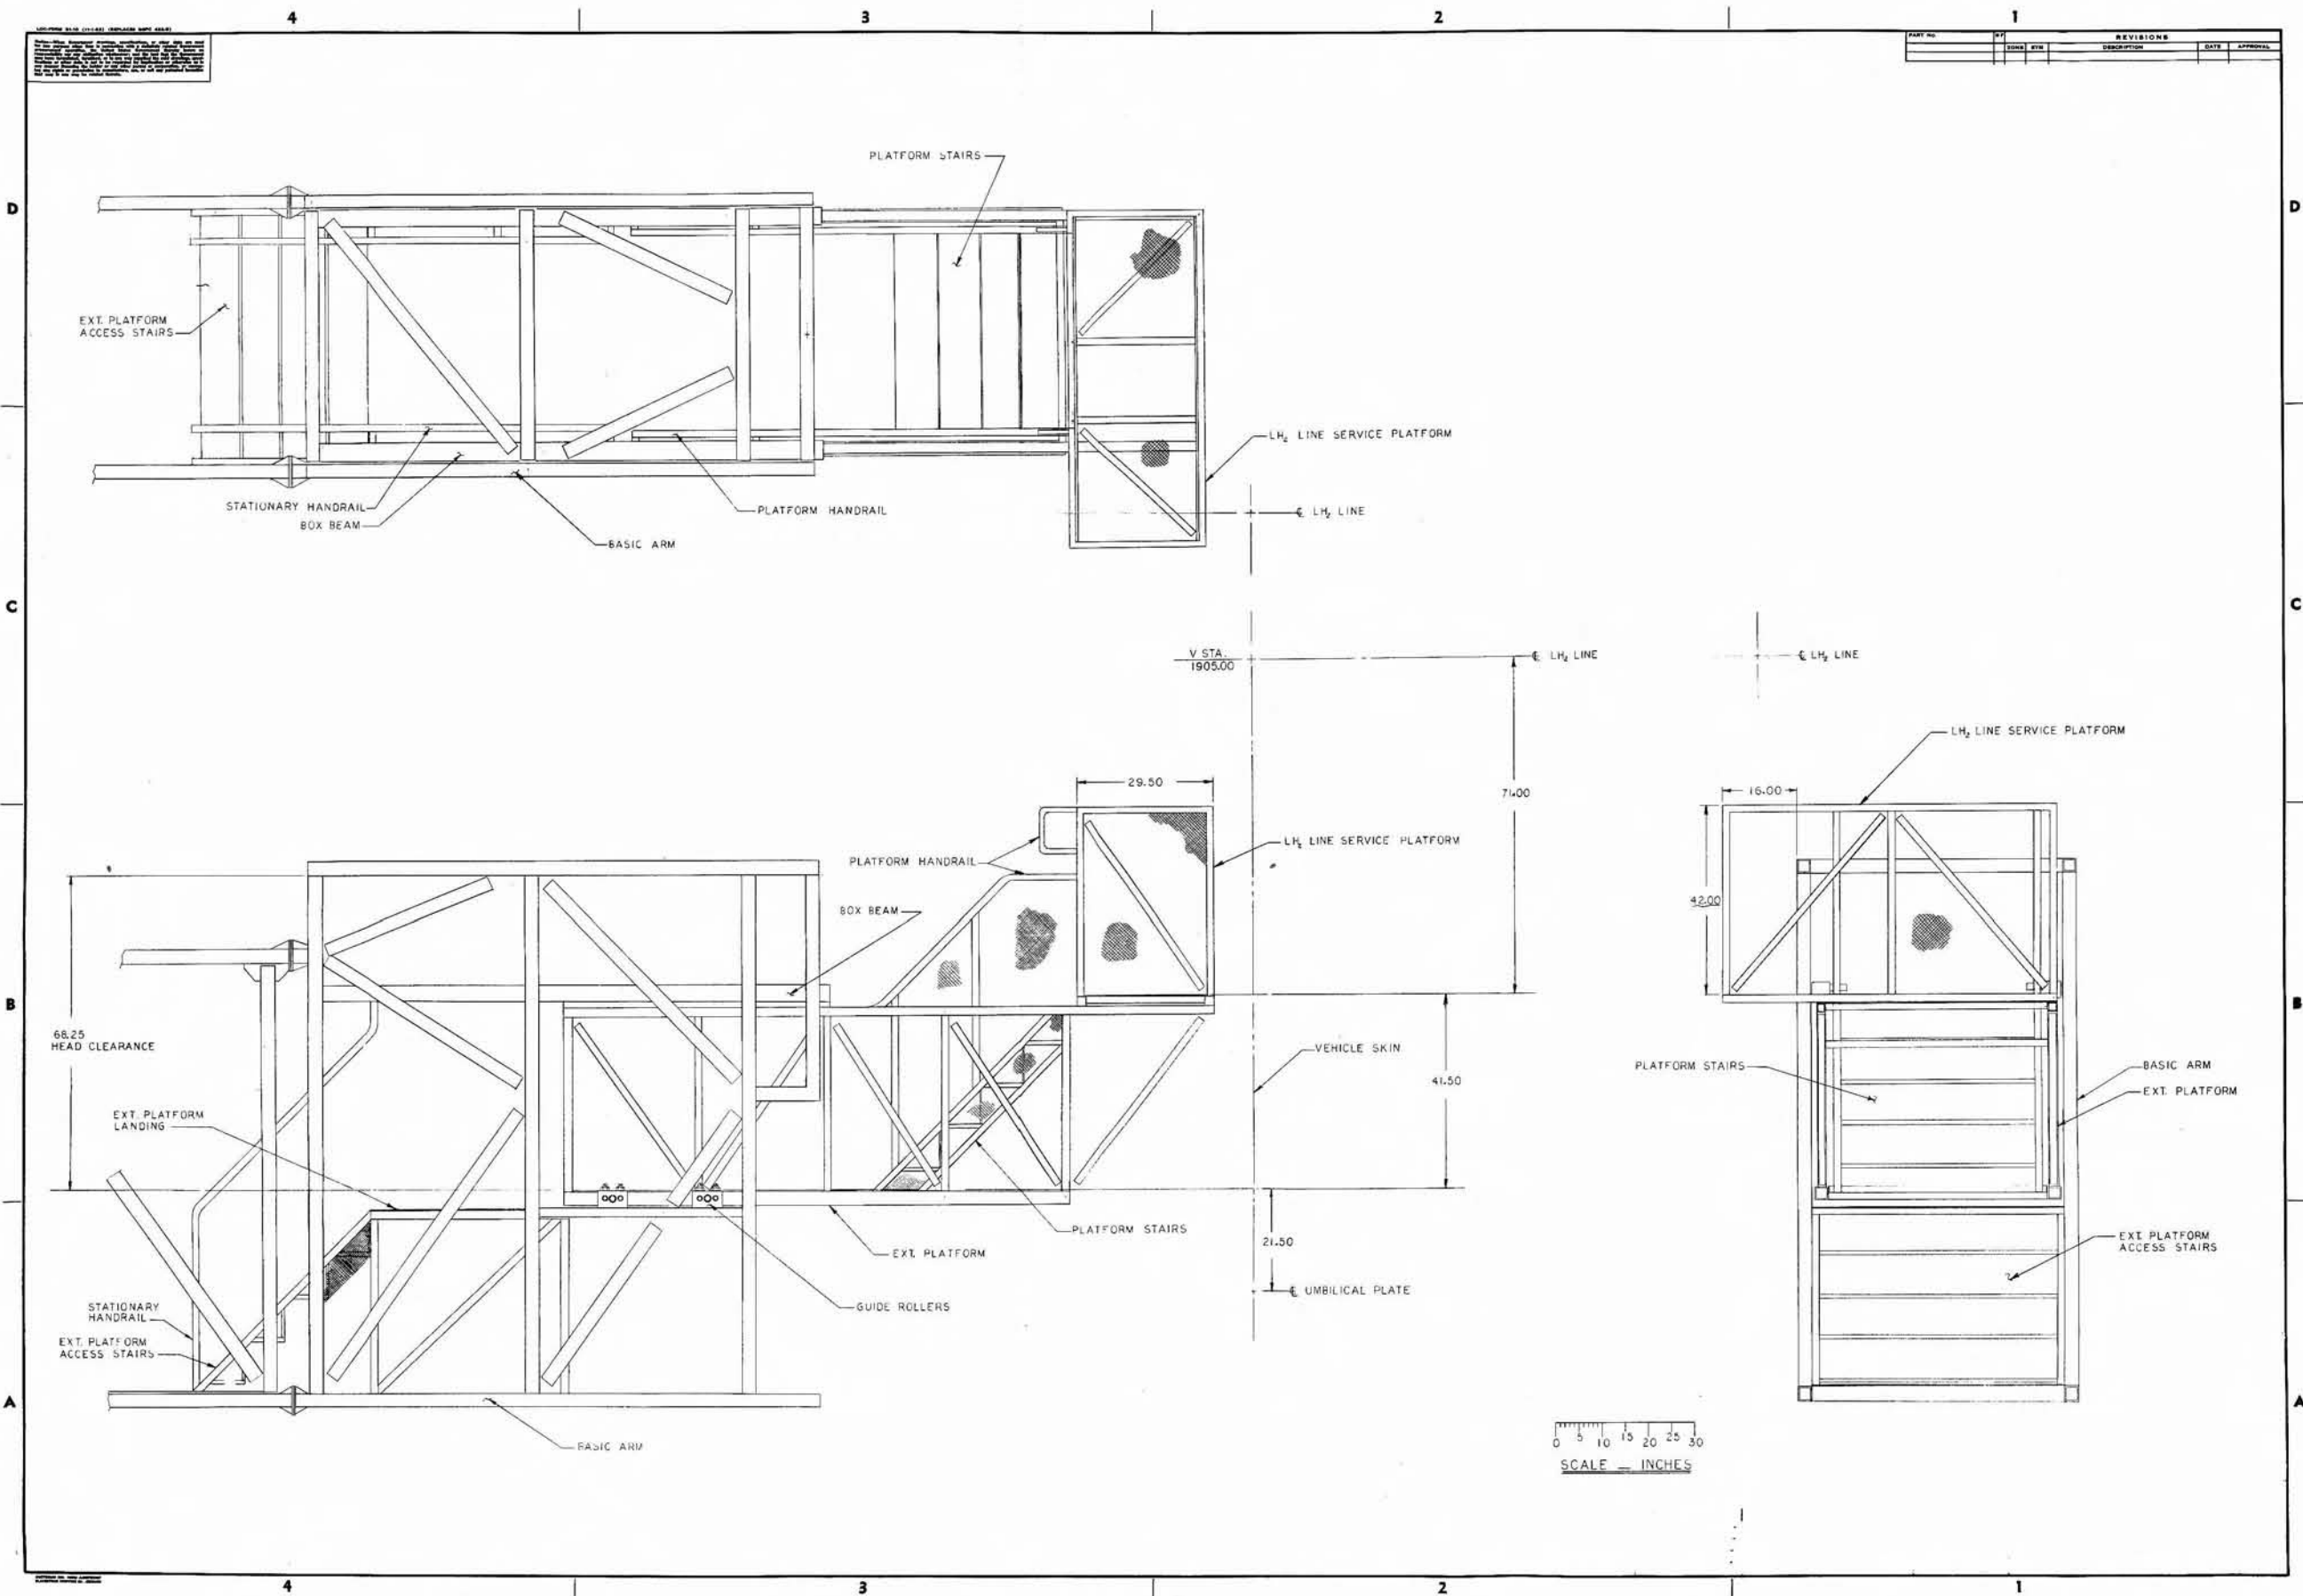 4
3
2
1
PART NO.
REVISIONS
ZONE
SYM
DESCRIPTION
DATE
APPROVAL
D
D
PLATFORM STAIRS
EXT. PLATFORM
ACCESS STAIRS
LH₂ LINE SERVICE PLATFORM
STATIONARY HANDRAIL
BOX BEAM
PLATFORM HANDRAIL
℄ LH₂ LINE
BASIC ARM
C
C
V STA.
1905.00
℄ LH₂ LINE
℄ LH₂ LINE
LH₂ LINE SERVICE PLATFORM
29.50
71.00
16.00
PLATFORM HANDRAIL
LH₂ LINE SERVICE PLATFORM
BOX BEAM
42.00
B
B
68.25
HEAD CLEARANCE
VEHICLE SKIN
PLATFORM STAIRS
BASIC ARM
41.50
EXT. PLATFORM
EXT. PLATFORM
LANDING
PLATFORM STAIRS
21.50
EXT. PLATFORM
EXT. PLATFORM
ACCESS STAIRS
℄ UMBILICAL PLATE
GUIDE ROLLERS
STATIONARY
HANDRAIL
EXT. PLATFORM
ACCESS STAIRS
A
A
BASIC ARM
0 5 10 15 20 25 30
SCALE — INCHES
4
3
2
1